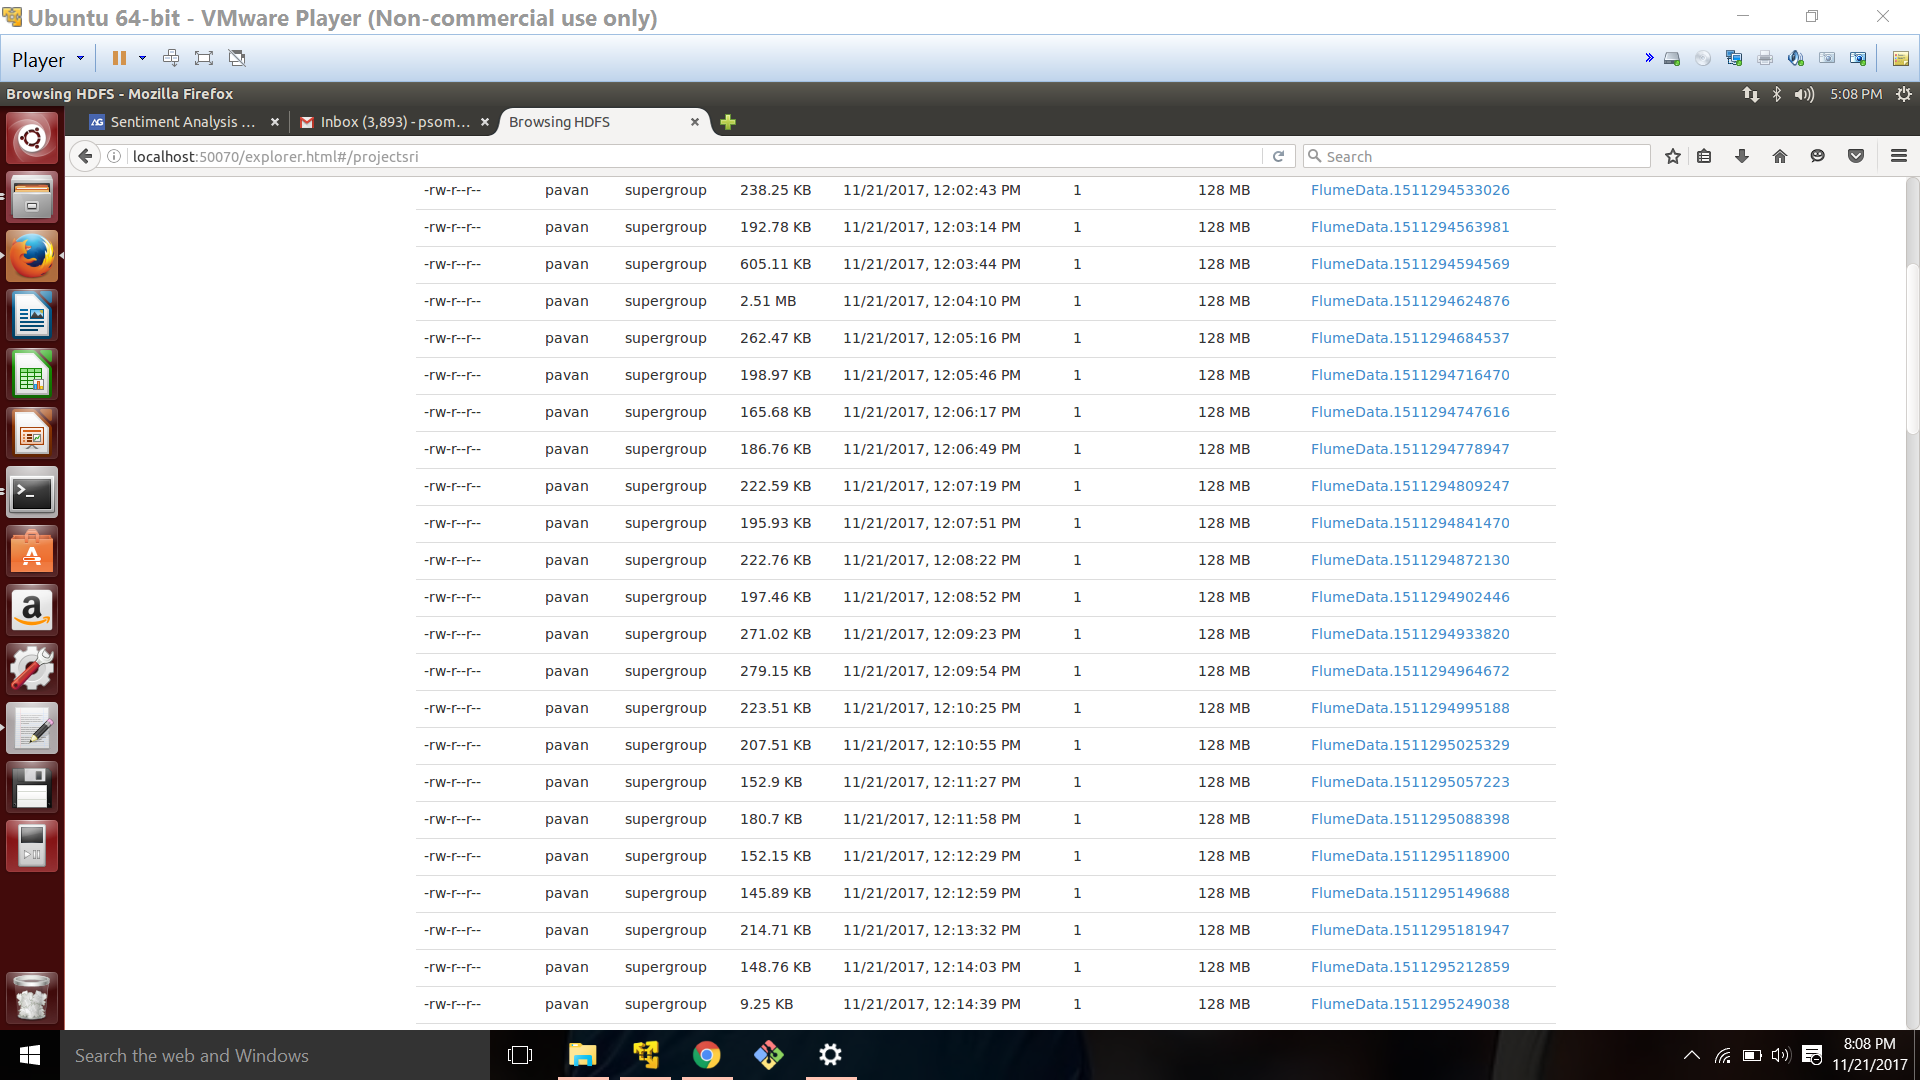 Ubuntu 64-bit - VMware Player (Non-commercial use only)
Player
Browsing HDFS - Mozilla Firefox
5:08 PM
Sentiment Analysis ...
Inbox (3,893) - psom...
Browsing HDFS
localhost:50070/explorer.html#/projectsri
Search
-rw-r--r-- pavan supergroup 238.25 KB 11/21/2017, 12:02:43 PM 1 128 MB FlumeData.1511294533026
-rw-r--r-- pavan supergroup 192.78 KB 11/21/2017, 12:03:14 PM 1 128 MB FlumeData.1511294563981
-rw-r--r-- pavan supergroup 605.11 KB 11/21/2017, 12:03:44 PM 1 128 MB FlumeData.1511294594569
-rw-r--r-- pavan supergroup 2.51 MB 11/21/2017, 12:04:10 PM 1 128 MB FlumeData.1511294624876
-rw-r--r-- pavan supergroup 262.47 KB 11/21/2017, 12:05:16 PM 1 128 MB FlumeData.1511294684537
-rw-r--r-- pavan supergroup 198.97 KB 11/21/2017, 12:05:46 PM 1 128 MB FlumeData.1511294716470
-rw-r--r-- pavan supergroup 165.68 KB 11/21/2017, 12:06:17 PM 1 128 MB FlumeData.1511294747616
-rw-r--r-- pavan supergroup 186.76 KB 11/21/2017, 12:06:49 PM 1 128 MB FlumeData.1511294778947
-rw-r--r-- pavan supergroup 222.59 KB 11/21/2017, 12:07:19 PM 1 128 MB FlumeData.1511294809247
-rw-r--r-- pavan supergroup 195.93 KB 11/21/2017, 12:07:51 PM 1 128 MB FlumeData.1511294841470
-rw-r--r-- pavan supergroup 222.76 KB 11/21/2017, 12:08:22 PM 1 128 MB FlumeData.1511294872130
-rw-r--r-- pavan supergroup 197.46 KB 11/21/2017, 12:08:52 PM 1 128 MB FlumeData.1511294902446
-rw-r--r-- pavan supergroup 271.02 KB 11/21/2017, 12:09:23 PM 1 128 MB FlumeData.1511294933820
-rw-r--r-- pavan supergroup 279.15 KB 11/21/2017, 12:09:54 PM 1 128 MB FlumeData.1511294964672
-rw-r--r-- pavan supergroup 223.51 KB 11/21/2017, 12:10:25 PM 1 128 MB FlumeData.1511294995188
-rw-r--r-- pavan supergroup 207.51 KB 11/21/2017, 12:10:55 PM 1 128 MB FlumeData.1511295025329
-rw-r--r-- pavan supergroup 152.9 KB 11/21/2017, 12:11:27 PM 1 128 MB FlumeData.1511295057223
-rw-r--r-- pavan supergroup 180.7 KB 11/21/2017, 12:11:58 PM 1 128 MB FlumeData.1511295088398
-rw-r--r-- pavan supergroup 152.15 KB 11/21/2017, 12:12:29 PM 1 128 MB FlumeData.1511295118900
-rw-r--r-- pavan supergroup 145.89 KB 11/21/2017, 12:12:59 PM 1 128 MB FlumeData.1511295149688
-rw-r--r-- pavan supergroup 214.71 KB 11/21/2017, 12:13:32 PM 1 128 MB FlumeData.1511295181947
-rw-r--r-- pavan supergroup 148.76 KB 11/21/2017, 12:14:03 PM 1 128 MB FlumeData.1511295212859
-rw-r--r-- pavan supergroup 9.25 KB 11/21/2017, 12:14:39 PM 1 128 MB FlumeData.1511295249038
Search the web and Windows
8:08 PM
11/21/2017